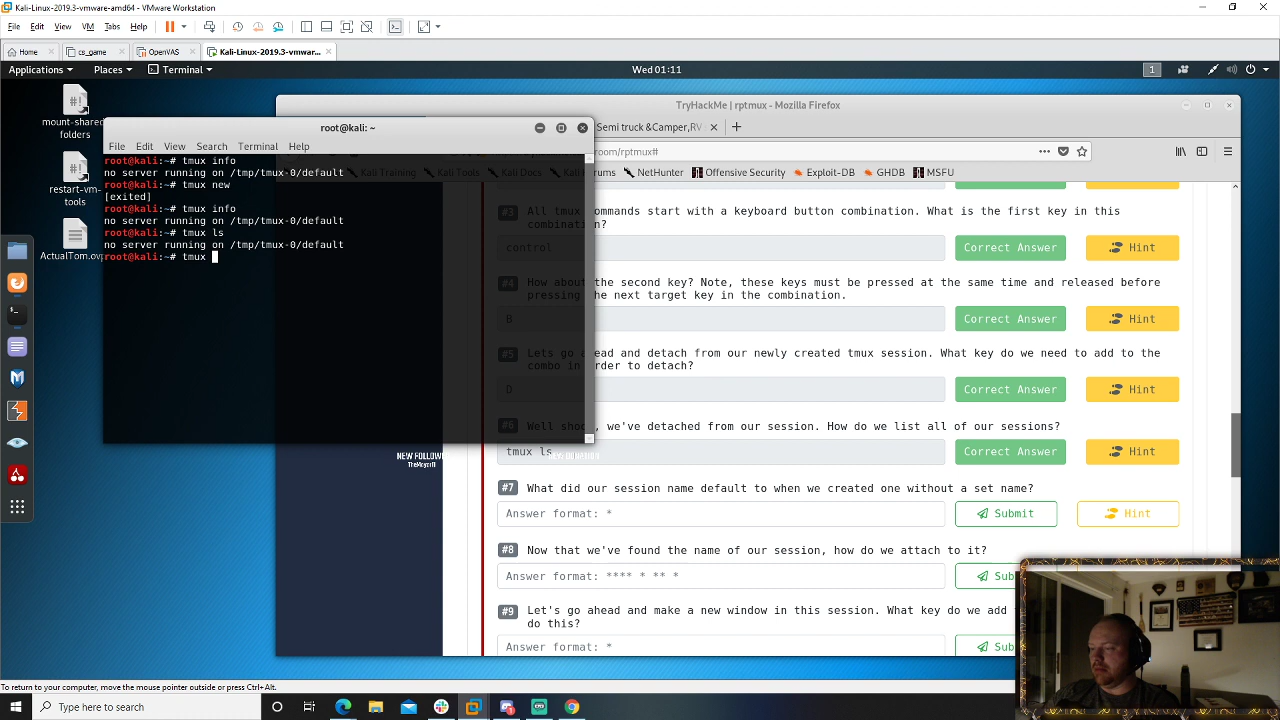 Kali-Linux-2019.3-vmware-amd64 - VMware Workstation
File Edit View VM Tabs Help
Home cs_game OpenVAS Kali-Linux-2019.3-vmware-am...
Applications Places Terminal Wed 01:11 1
mount-shared-folders
restart-vm-tools
ActualTom.ov
TryHackMe | rptmux - Mozilla Firefox
Semi truck &Camper,RV
room/rptmux#
Kali Training Kali Tools Kali Docs Kali Forums NetHunter Offensive Security Exploit-DB GHDB MSFU
root@kali: ~
File Edit View Search Terminal Help
root@kali:~# tmux info
no server running on /tmp/tmux-0/default
root@kali:~# tmux new
[exited]
root@kali:~# tmux info
no server running on /tmp/tmux-0/default
root@kali:~# tmux ls
no server running on /tmp/tmux-0/default
root@kali:~# tmux
#3 All tmux commands start with a keyboard button combination. What is the first key in this
combination?
control Correct Answer Hint
#4 How about the second key? Note, these keys must be pressed at the same time and released before
pressing the next target key in the combination.
B Correct Answer Hint
#5 Lets go ahead and detach from our newly created tmux session. What key do we need to add to the
combo in order to detach?
D Correct Answer Hint
#6 Well shoot, we've detached from our session. How do we list all of our sessions?
tmux ls Correct Answer Hint
NEW FOLLOW
#7 What did our session name default to when we created one without a set name?
Answer format: * Submit Hint
#8 Now that we've found the name of our session, how do we attach to it?
Answer format: **** * ** * Sub
#9 Let's go ahead and make a new window in this session. What key do we add
do this?
Answer format: * Sub
To return to your computer, move the mouse pointer outside or press Ctrl+Alt.
Type here to search